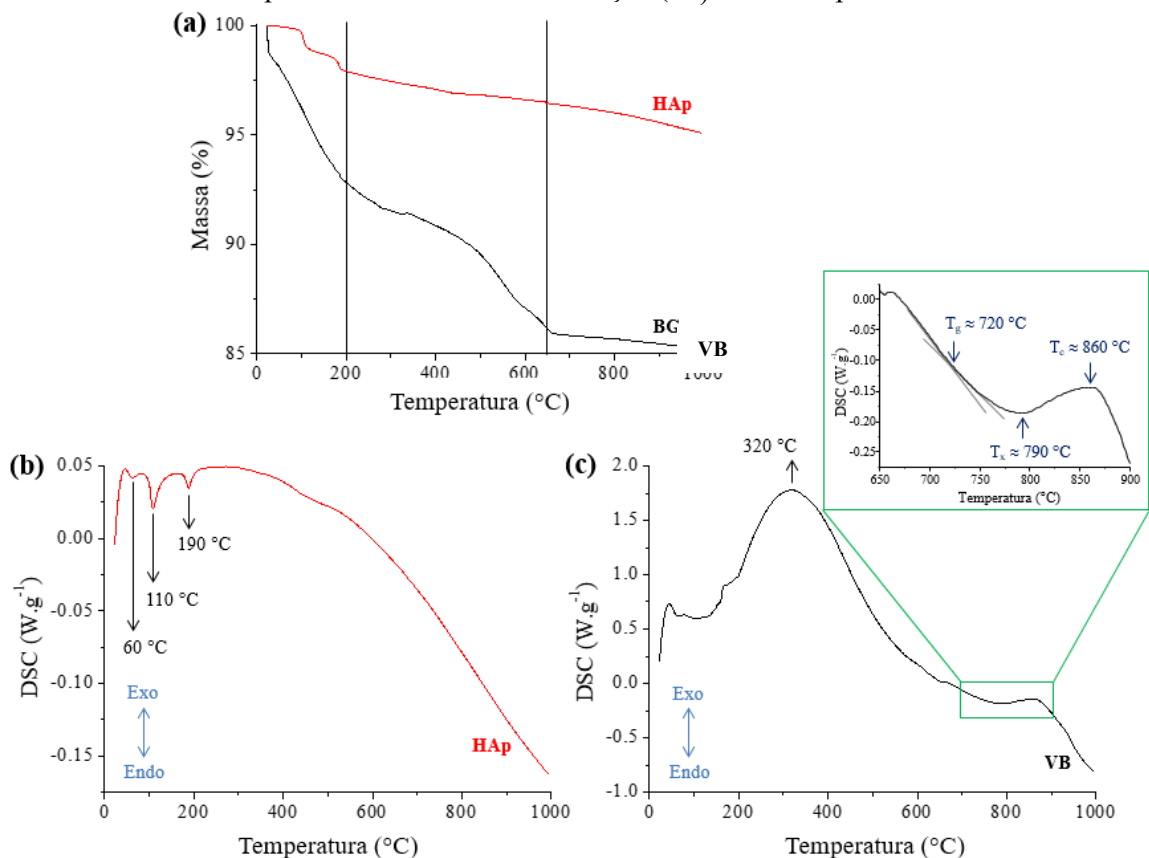 (a)
100
95
90
85
Massa (%)
HAp
BG
VB
0
200
400
600
800
1000
Temperatura (°C)
0.00
-0.05
-0.10
-0.15
-0.20
-0.25
DSC (W.g⁻¹)
Tg ≈ 720 °C
Tc ≈ 860 °C
Tx ≈ 790 °C
650
700
750
800
850
900
Temperatura (°C)
(b)
0.05
0.00
-0.05
-0.10
-0.15
DSC (W.g⁻¹)
190 °C
110 °C
60 °C
Exo
Endo
HAp
0
200
400
600
800
1000
Temperatura (°C)
(c)
320 °C
2.0
1.5
1.0
0.5
0.0
-0.5
-1.0
DSC (W.g⁻¹)
Exo
Endo
VB
0
200
400
600
800
1000
Temperatura (°C)